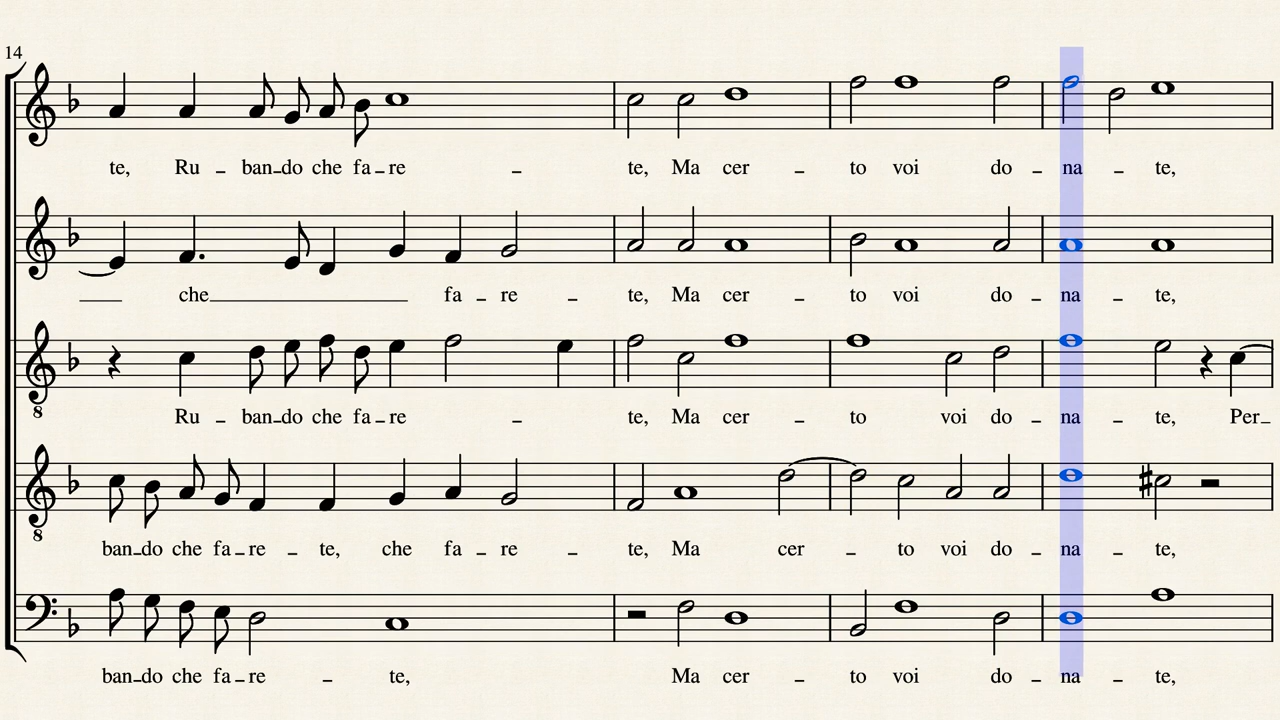 14
te, Ru - ban - do che fa - re - te, Ma cer - to voi do - na - te,
che fa - re - te, Ma cer - to voi do - na - te,
8
Ru - ban - do che fa - re - te, Ma cer - to voi do - na - te, Per -
8
ban - do che fa - re - te, che fa - re - te, Ma cer - to voi do - na - te,
ban - do che fa - re - te, Ma cer - to voi do - na - te,